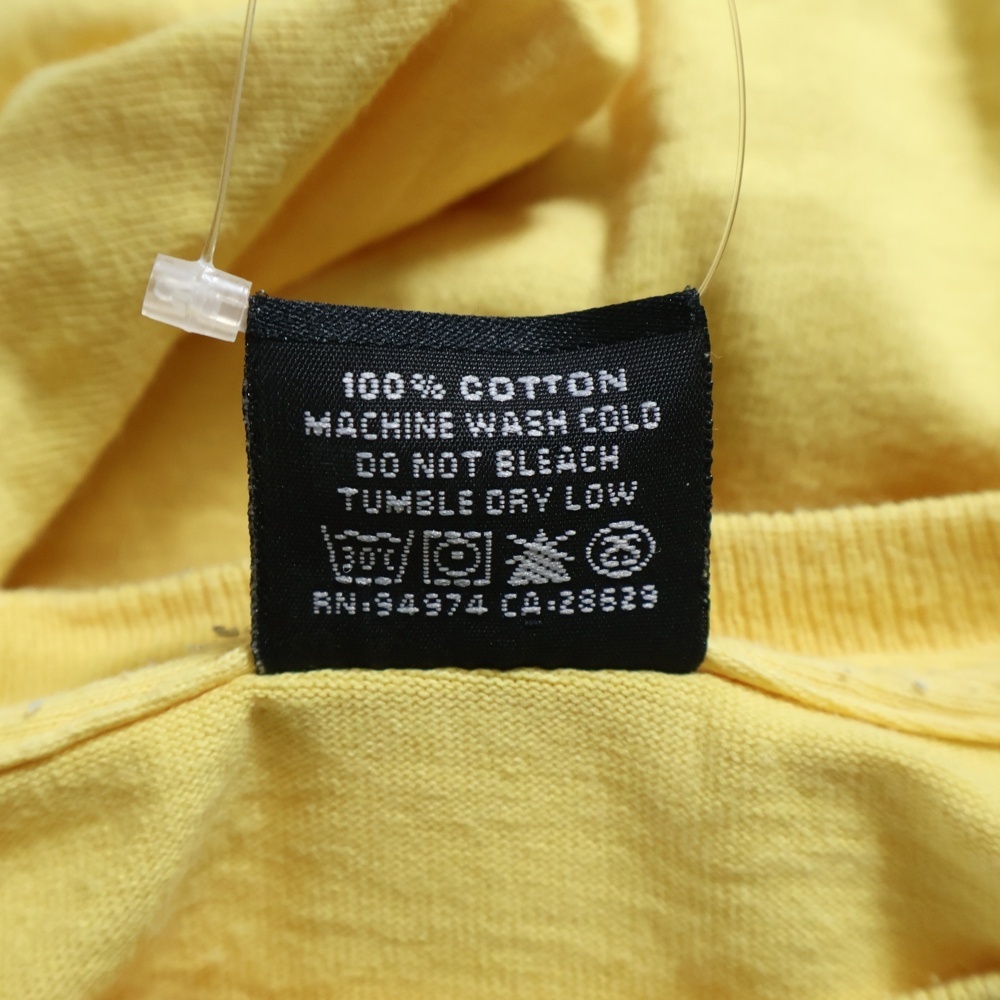 100% COTTON
MACHINE WASH COLD
DO NOT BLEACH
TUMBLE DRY LOW
30°C
RN:94974 CA:28629